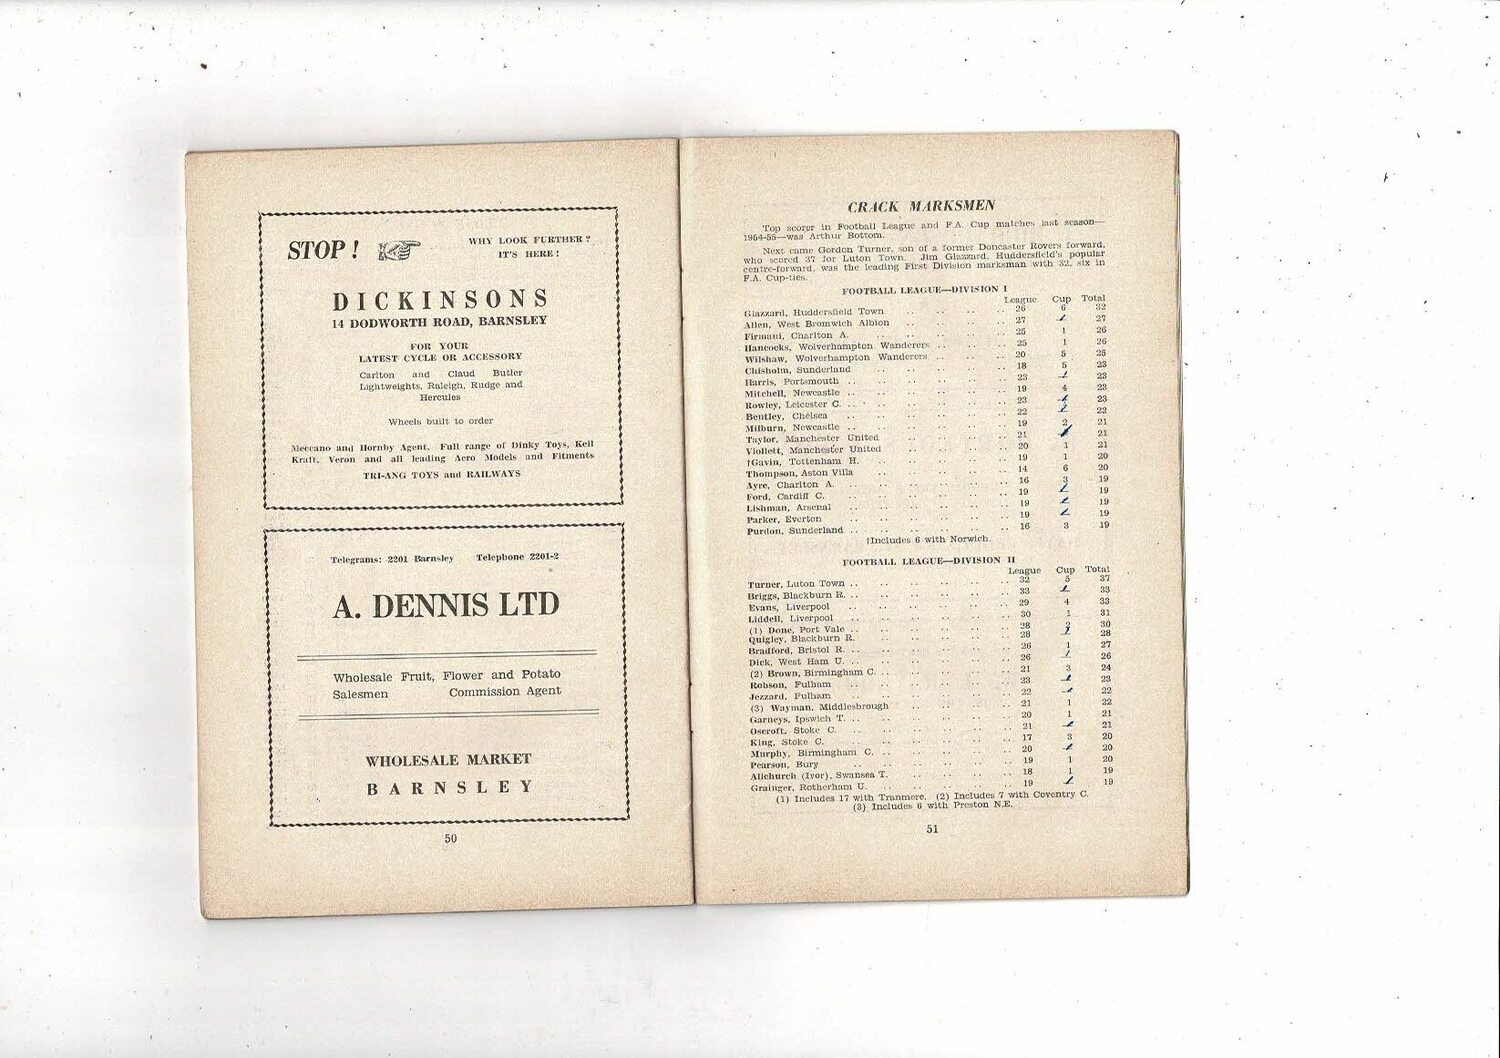 STOP!
WHY LOOK FURTHER?
IT'S HERE!
DICKINSONS
14 DODWORTH ROAD, BARNSLEY
FOR YOUR
LATEST CYCLE OR ACCESSORY
Carlton and Claud Butler
Lightweights, Raleigh, Rudge and
Hercules
Wheels built to order
Meccano and Hornby Agent. Full range of Dinky Toys, Keil
Kraft, Veron and all leading Aero Models and Fitments
TRI-ANG TOYS and RAILWAYS
Telegrams: 2201 Barnsley Telephone 2201-2
A. DENNIS LTD
Wholesale Fruit, Flower and Potato
Salesmen Commission Agent
WHOLESALE MARKET
BARNSLEY
50
CRACK MARKSMEN
Top scorer in Football League and F.A. Cup matches last season—
1954-55—was Arthur Bottom.
Next came Gordon Turner, son of a former Doncaster Rovers forward,
who scored 37 for Luton Town. Jim Glazzard, Huddersfield's popular
centre-forward, was the leading First Division marksman with 32, six in
F.A. Cup-ties.
FOOTBALL LEAGUE—DIVISION I
League Cup Total
Glazzard, Huddersfield Town .. .. .. .. 26 6 32
Allen, West Bromwich Albion .. .. .. .. 27 27
Firmani, Charlton A. .. .. .. .. .. 25 1 26
Hancocks, Wolverhampton Wanderers .. .. .. 25 1 26
Wilshaw, Wolverhampton Wanderers .. .. .. 20 5 25
Chisholm, Sunderland .. .. .. .. .. 18 5 23
Harris, Portsmouth .. .. .. .. .. .. 23 23
Mitchell, Newcastle .. .. .. .. .. .. 19 4 23
Rowley, Leicester C. .. .. .. .. .. .. 23 23
Bentley, Chelsea .. .. .. .. .. .. 22 22
Milburn, Newcastle .. .. .. .. .. .. 19 2 21
Taylor, Manchester United .. .. .. .. 21 21
Viollett, Manchester United .. .. .. .. 20 1 21
†Gavin, Tottenham H. .. .. .. .. .. 19 1 20
Thompson, Aston Villa .. .. .. .. .. 14 6 20
Ayre, Charlton A. .. .. .. .. .. .. 16 3 19
Ford, Cardiff C. .. .. .. .. .. .. 19 19
Lishman, Arsenal .. .. .. .. .. .. 19 19
Parker, Everton .. .. .. .. .. .. 19 19
Purdon, Sunderland .. .. .. .. .. .. 16 3 19
†Includes 6 with Norwich.
FOOTBALL LEAGUE—DIVISION II
League Cup Total
Turner, Luton Town .. .. .. .. .. .. 32 5 37
Briggs, Blackburn R. .. .. .. .. .. .. 33 33
Evans, Liverpool .. .. .. .. .. .. 29 4 33
Liddell, Liverpool .. .. .. .. .. .. 30 1 31
(1) Done, Port Vale .. .. .. .. .. .. 28 2 30
Quigley, Blackburn R. .. .. .. .. .. 28 28
Bradford, Bristol R. .. .. .. .. .. .. 26 1 27
Dick, West Ham U. .. .. .. .. .. .. 26 26
(2) Brown, Birmingham C. .. .. .. .. .. 21 3 24
Robson, Fulham .. .. .. .. .. .. 23 23
Jezzard, Fulham .. .. .. .. .. .. 22 22
(3) Wayman, Middlesbrough .. .. .. .. 21 1 22
Garneys, Ipswich T. .. .. .. .. .. .. 20 1 21
Oscroft, Stoke C. .. .. .. .. .. .. 21 21
King, Stoke C. .. .. .. .. .. .. 17 3 20
Murphy, Birmingham C. .. .. .. .. .. 20 20
Pearson, Bury .. .. .. .. .. .. 19 1 20
Allchurch (Ivor), Swansea T. .. .. .. .. 18 1 19
Grainger, Rotherham U. .. .. .. .. .. 19 19
(1) Includes 17 with Tranmere. (2) Includes 7 with Coventry C.
(3) Includes 6 with Preston N.E.
51